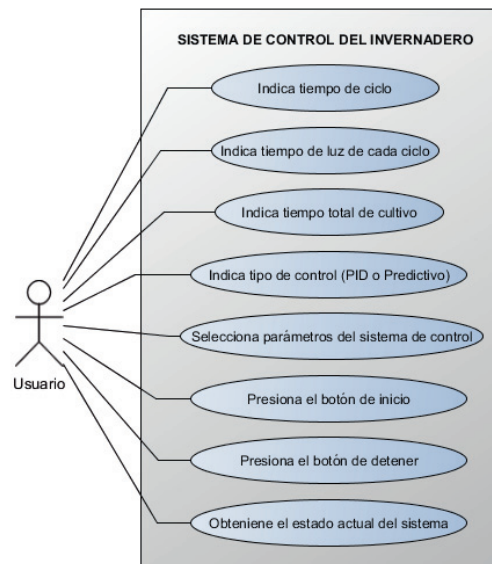 SISTEMA DE CONTROL DEL INVERNADERO
Indica tiempo de ciclo
Indica tiempo de luz de cada ciclo
Indica tiempo total de cultivo
Indica tipo de control (PID o Predictivo)
Selecciona parámetros del sistema de control
Usuario
Presiona el botón de inicio
Presiona el botón de detener
Obteniene el estado actual del sistema